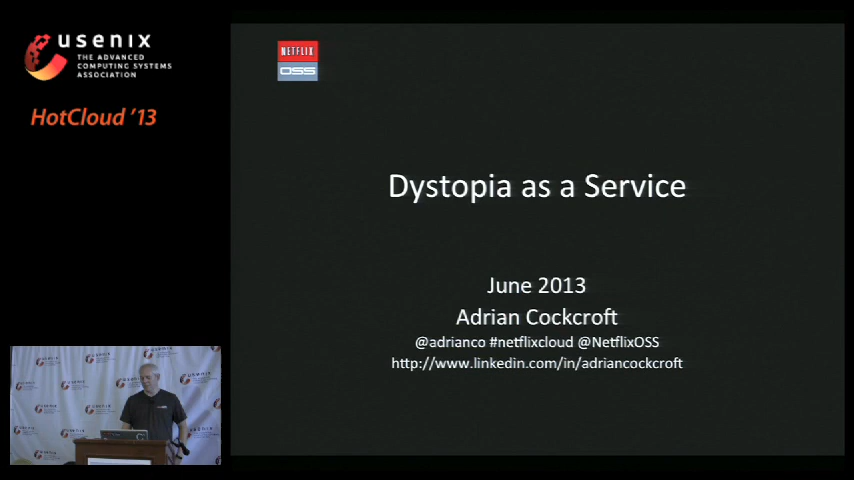 usenix
THE ADVANCED
COMPUTING SYSTEMS
ASSOCIATION
HotCloud '13
NETFLIX
OSS
Dystopia as a Service
June 2013
Adrian Cockcroft
@adrianco #netflixcloud @NetflixOSS
http://www.linkedin.com/in/adriancockcroft